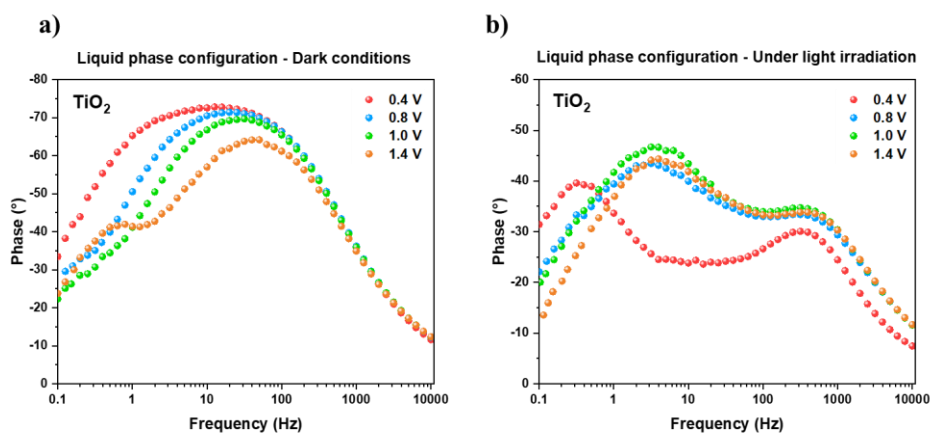 a)
Liquid phase configuration - Dark conditions
TiO2
0.4 V
0.8 V
1.0 V
1.4 V
Phase (°)
-80
-70
-60
-50
-40
-30
-20
-10
0
0.1
1
10
100
1000
10000
Frequency (Hz)
b)
Liquid phase configuration - Under light irradiation
TiO2
0.4 V
0.8 V
1.0 V
1.4 V
Phase (°)
-60
-50
-40
-30
-20
-10
0
0.1
1
10
100
1000
10000
Frequency (Hz)